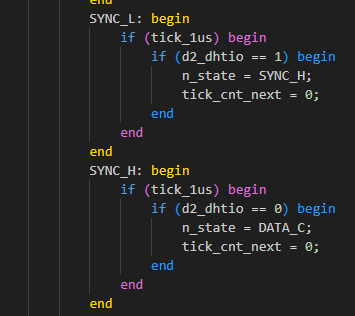 end
SYNC_L: begin
if (tick_1us) begin
if (d2_dhtio == 1) begin
n_state = SYNC_H;
tick_cnt_next = 0;
end
end
end
SYNC_H: begin
if (tick_1us) begin
if (d2_dhtio == 0) begin
n_state = DATA_C;
tick_cnt_next = 0;
end
end
end